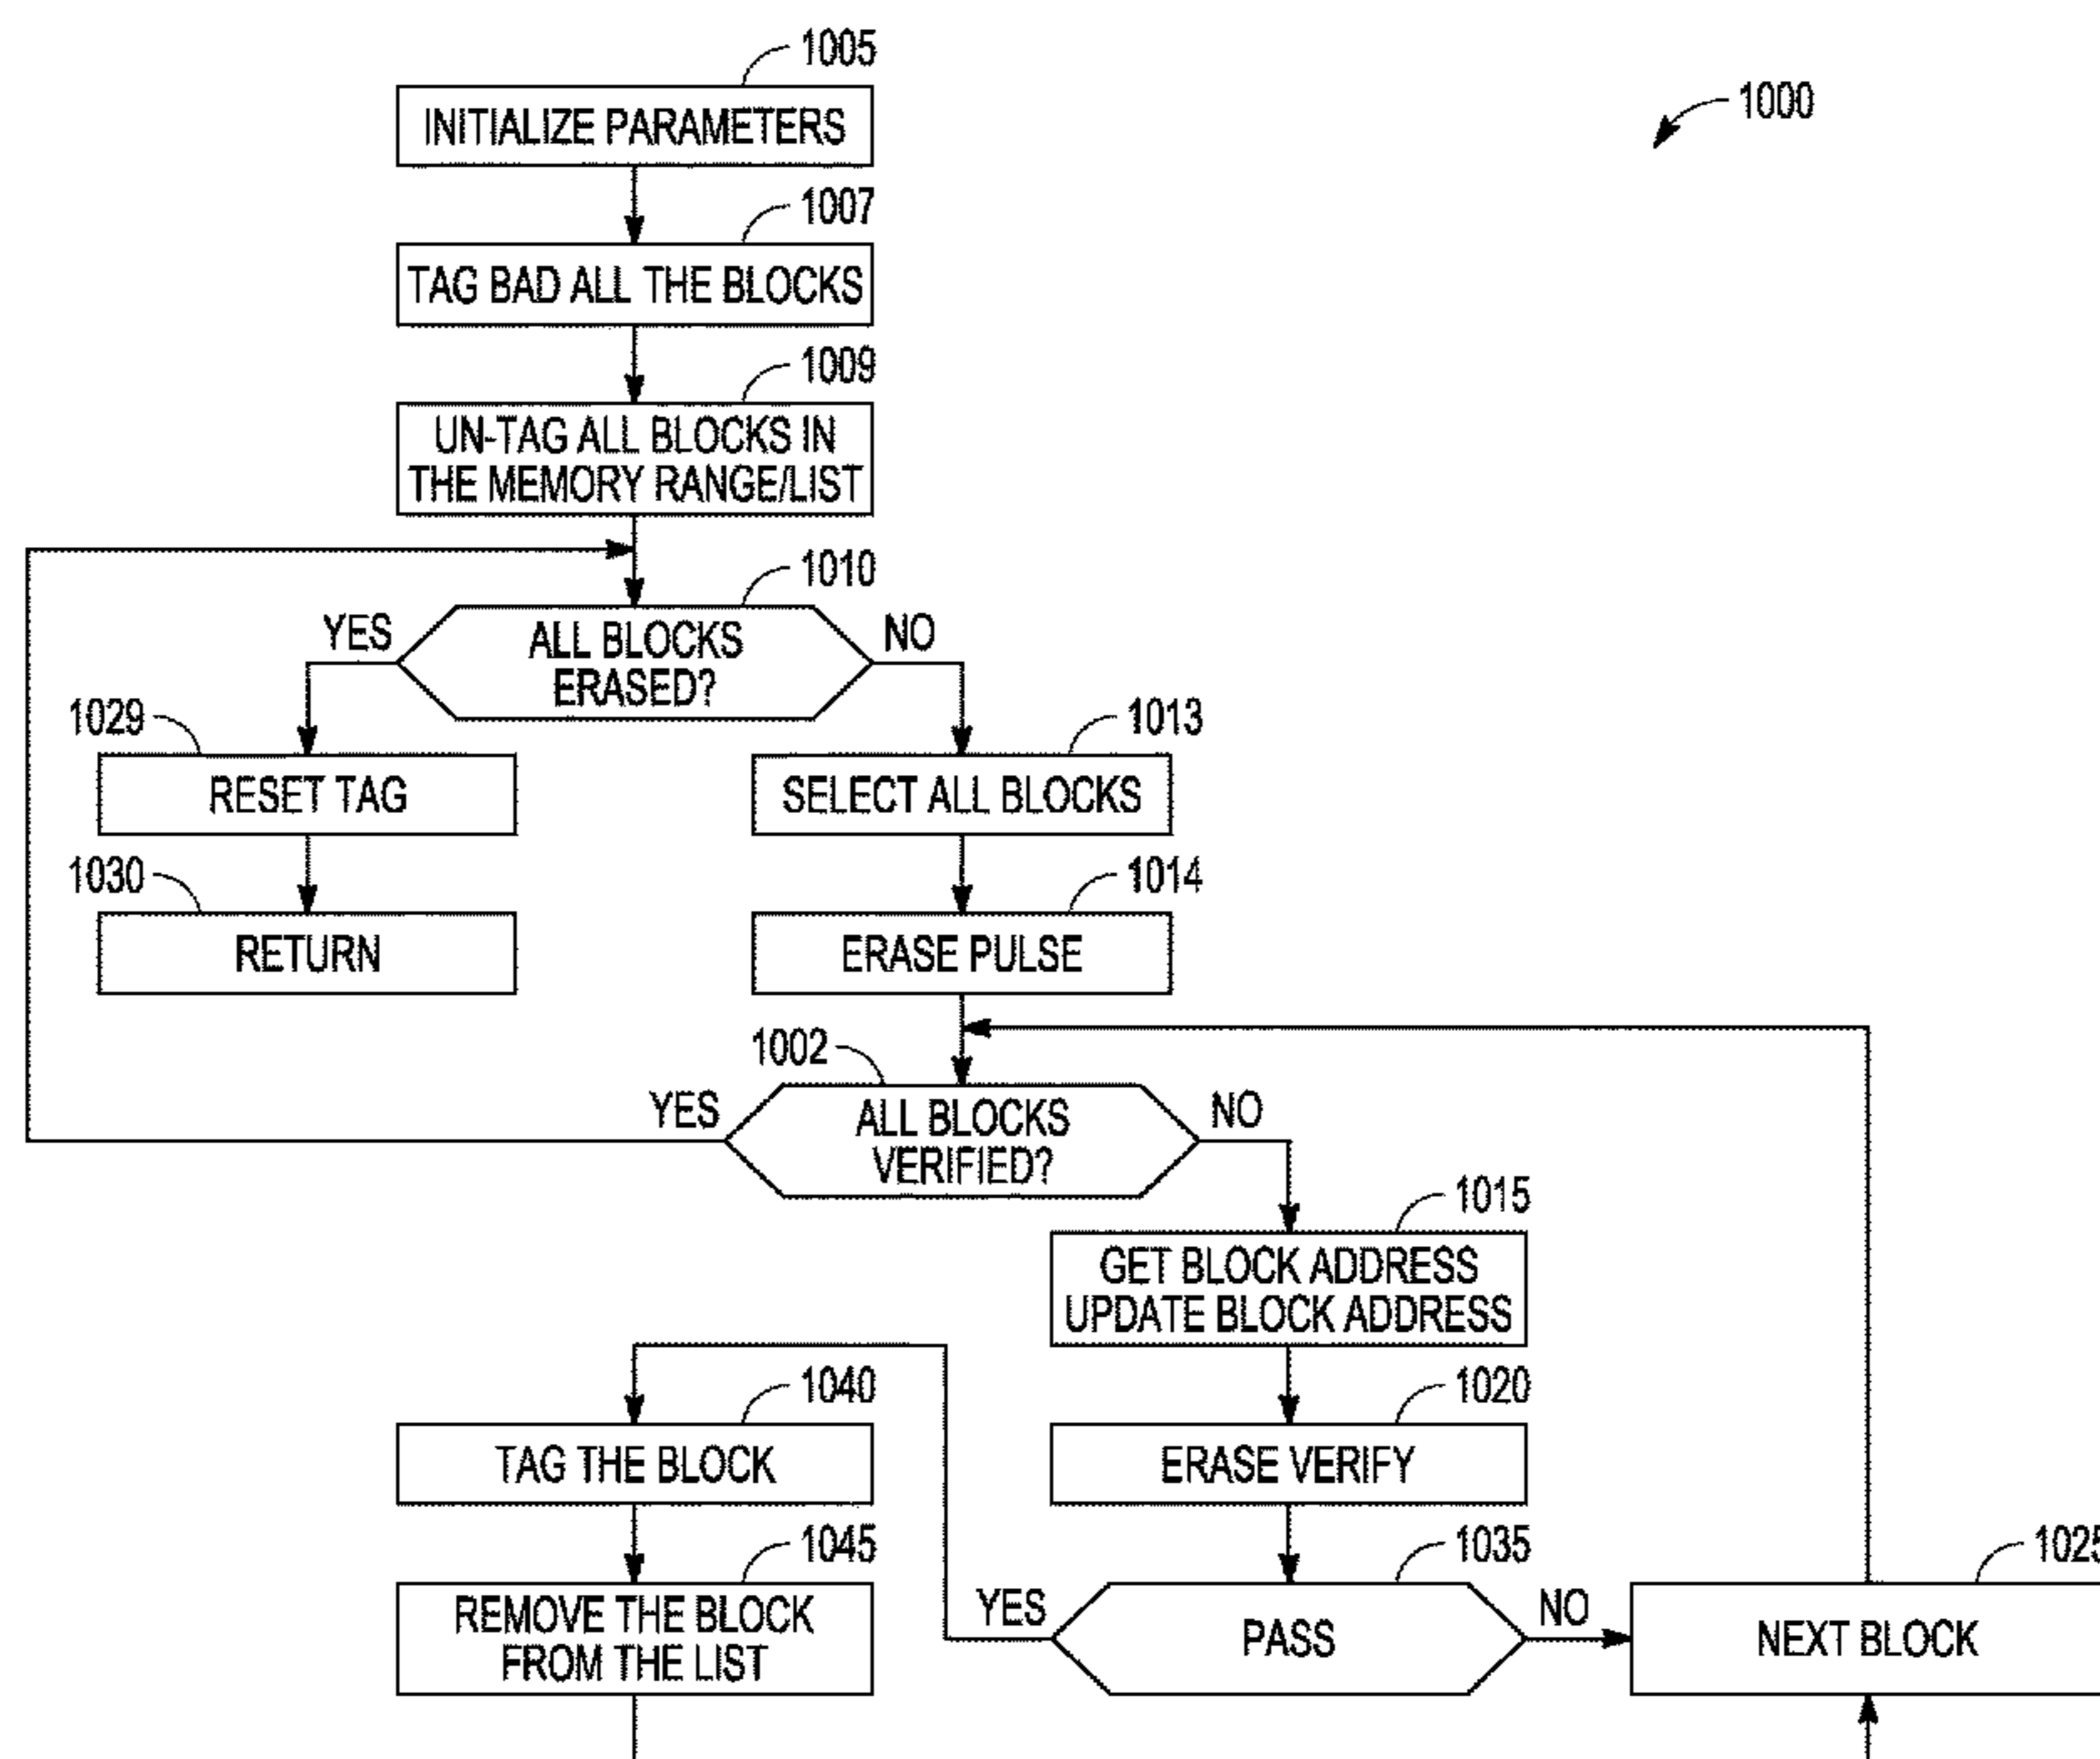 1005
INITIALIZE PARAMETERS
1000
1007
TAG BAD ALL THE BLOCKS
1009
UN-TAG ALL BLOCKS IN
THE MEMORY RANGE/LIST
1010
YES
ALL BLOCKS
ERASED?
NO
1029
RESET TAG
1013
SELECT ALL BLOCKS
1030
RETURN
1014
ERASE PULSE
1002
YES
ALL BLOCKS
VERIFIED?
NO
1015
GET BLOCK ADDRESS
UPDATE BLOCK ADDRESS
1040
TAG THE BLOCK
1020
ERASE VERIFY
1045
REMOVE THE BLOCK
FROM THE LIST
1035
YES
PASS
NO
1025
NEXT BLOCK